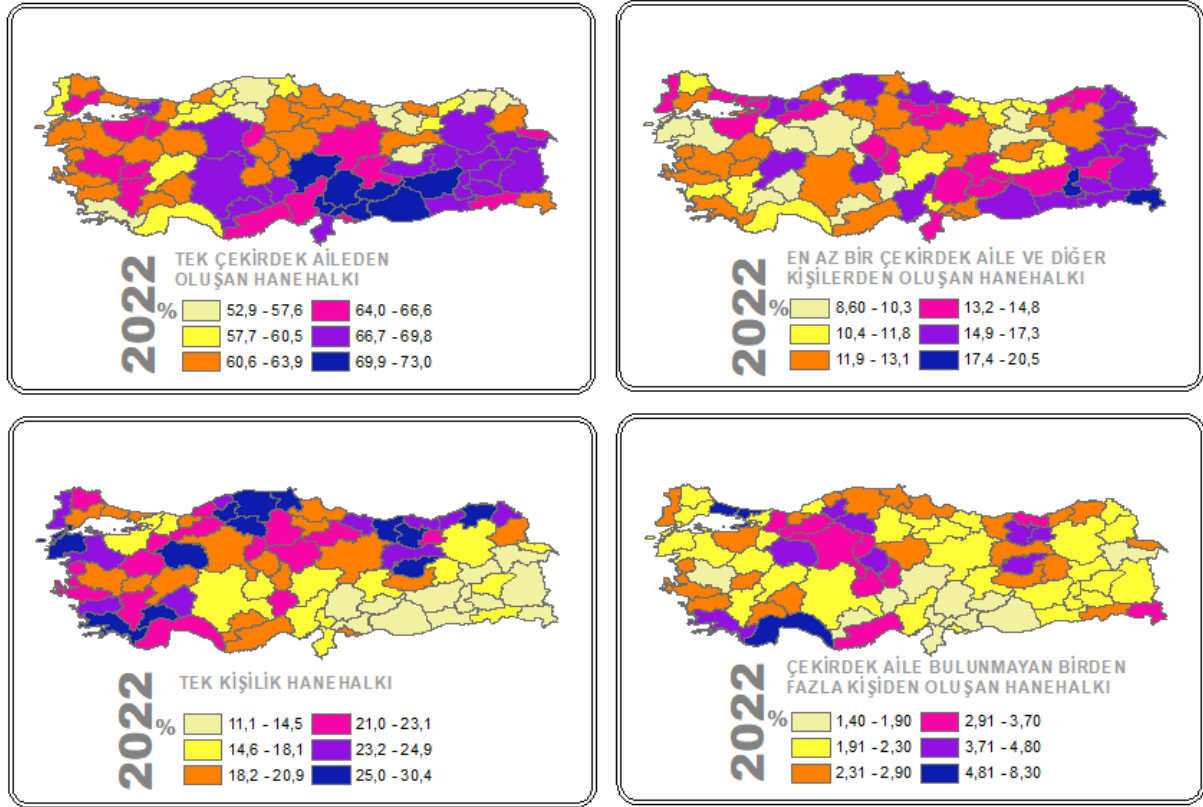 2022
TEK ÇEKİRDEK AİLEDEN
OLUŞAN HANEHALKI
%
52,9 - 57,6
64,0 - 66,6
57,7 - 60,5
66,7 - 69,8
60,6 - 63,9
69,9 - 73,0
2022
EN AZ BİR ÇEKİRDEK AİLE VE DİĞER
KİŞİLERDEN OLUŞAN HANEHALKI
%
8,60 - 10,3
13,2 - 14,8
10,4 - 11,8
14,9 - 17,3
11,9 - 13,1
17,4 - 20,5
2022
TEK KİŞİLİK HANEHALKI
%
11,1 - 14,5
21,0 - 23,1
14,6 - 18,1
23,2 - 24,9
18,2 - 20,9
25,0 - 30,4
2022
ÇEKİRDEK AİLE BULUNMAYAN BİRDEN
FAZLA KİŞİDEN OLUŞAN HANEHALKI
%
1,40 - 1,90
2,91 - 3,70
1,91 - 2,30
3,71 - 4,80
2,31 - 2,90
4,81 - 8,30